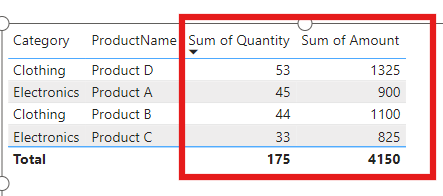 Category ProductName Sum of Quantity Sum of Amount
Clothing Product D 53 1325
Electronics Product A 45 900
Clothing Product B 44 1100
Electronics Product C 33 825
Total 175 4150